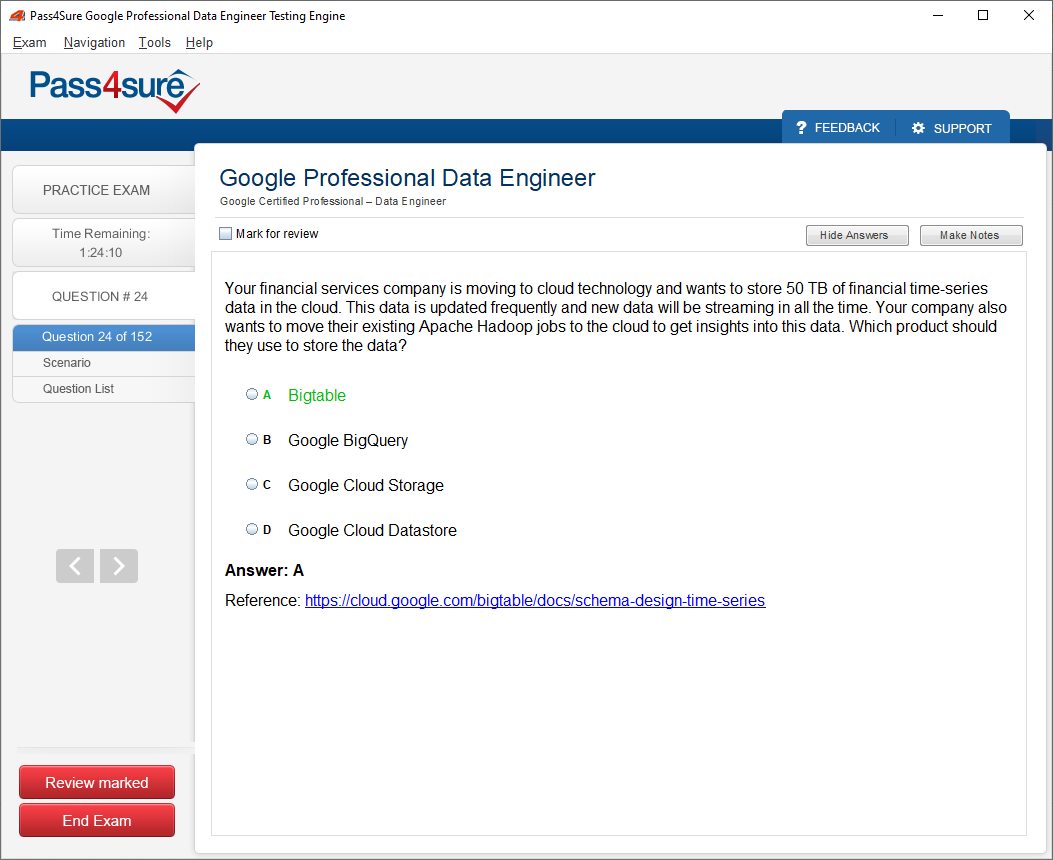 Pass4Sure Google Professional Data Engineer Testing Engine
Exam Navigation Tools Help
Pass4sure
? FEEDBACK SUPPORT
PRACTICE EXAM
Time Remaining:
1:24:10
QUESTION # 24
Question 24 of 152
Scenario
Question List
Google Professional Data Engineer
Google Certified Professional – Data Engineer
Mark for review
Hide Answers
Make Notes
Your financial services company is moving to cloud technology and wants to store 50 TB of financial time-series
data in the cloud. This data is updated frequently and new data will be streaming in all the time. Your company also
wants to move their existing Apache Hadoop jobs to the cloud to get insights into this data. Which product should
they use to store the data?
A Bigtable
B Google BigQuery
C Google Cloud Storage
D Google Cloud Datastore
Answer: A
Reference: https://cloud.google.com/bigtable/docs/schema-design-time-series
Review marked
End Exam